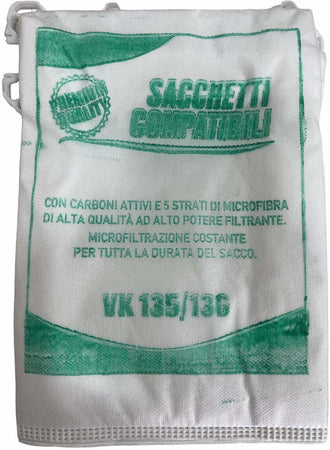 PREMIUM
QUALITY
SACCHETTI
COMPATIBILI
CON CARBONI ATTIVI E 5 STRATI DI MICROFIBRA
DI ALTA QUALITÀ AD ALTO POTERE FILTRANTE.
MICROFILTRAZIONE COSTANTE
PER TUTTA LA DURATA DEL SACCO.
VK 135/136